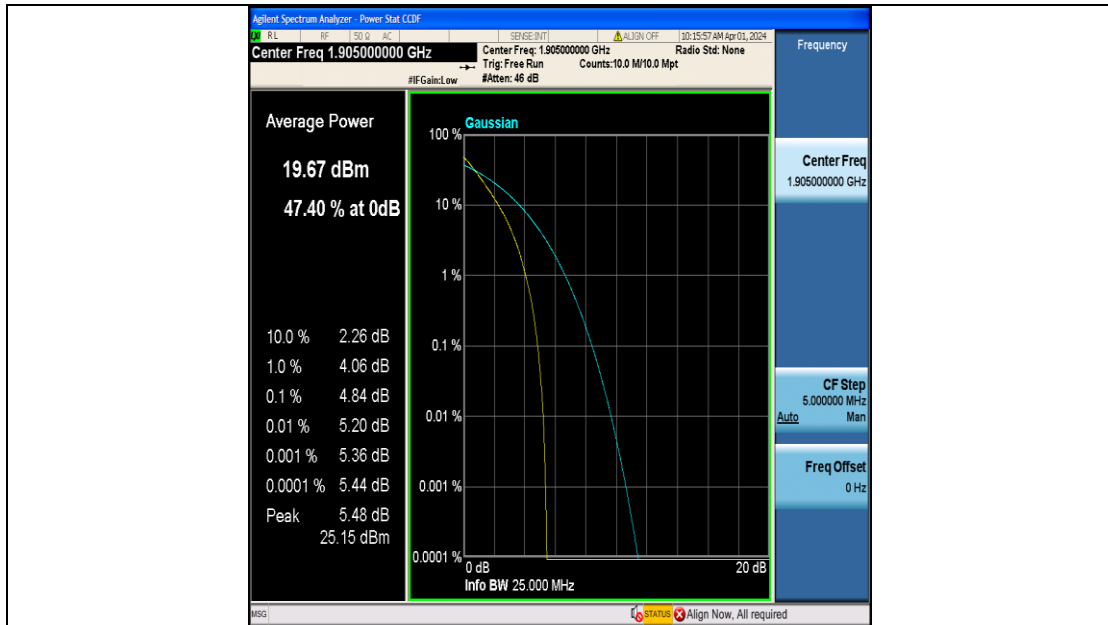 Agilent Spectrum Analyzer - Power Stat CCDF
RL RF 50 Ω AC SENSE:INT ALIGN OFF 10:15:57 AM Apr 01, 2024
Center Freq 1.905000000 GHz
Center Freq: 1.905000000 GHz Radio Std: None
Trig: Free Run Counts:10.0 M/10.0 Mpt
#IFGain:Low #Atten: 46 dB
Frequency
Average Power
19.67 dBm
47.40 % at 0dB
10.0 % 2.26 dB
1.0 % 4.06 dB
0.1 % 4.84 dB
0.01 % 5.20 dB
0.001 % 5.36 dB
0.0001 % 5.44 dB
Peak 5.48 dB
25.15 dBm
Gaussian
100 %
10 %
1 %
0.1 %
0.01 %
0.001 %
0.0001 %
0 dB 20 dB
Info BW 25.000 MHz
Center Freq
1.905000000 GHz
CF Step
5.000000 MHz
Auto Man
Freq Offset
0 Hz
MSG STATUS Align Now, All required